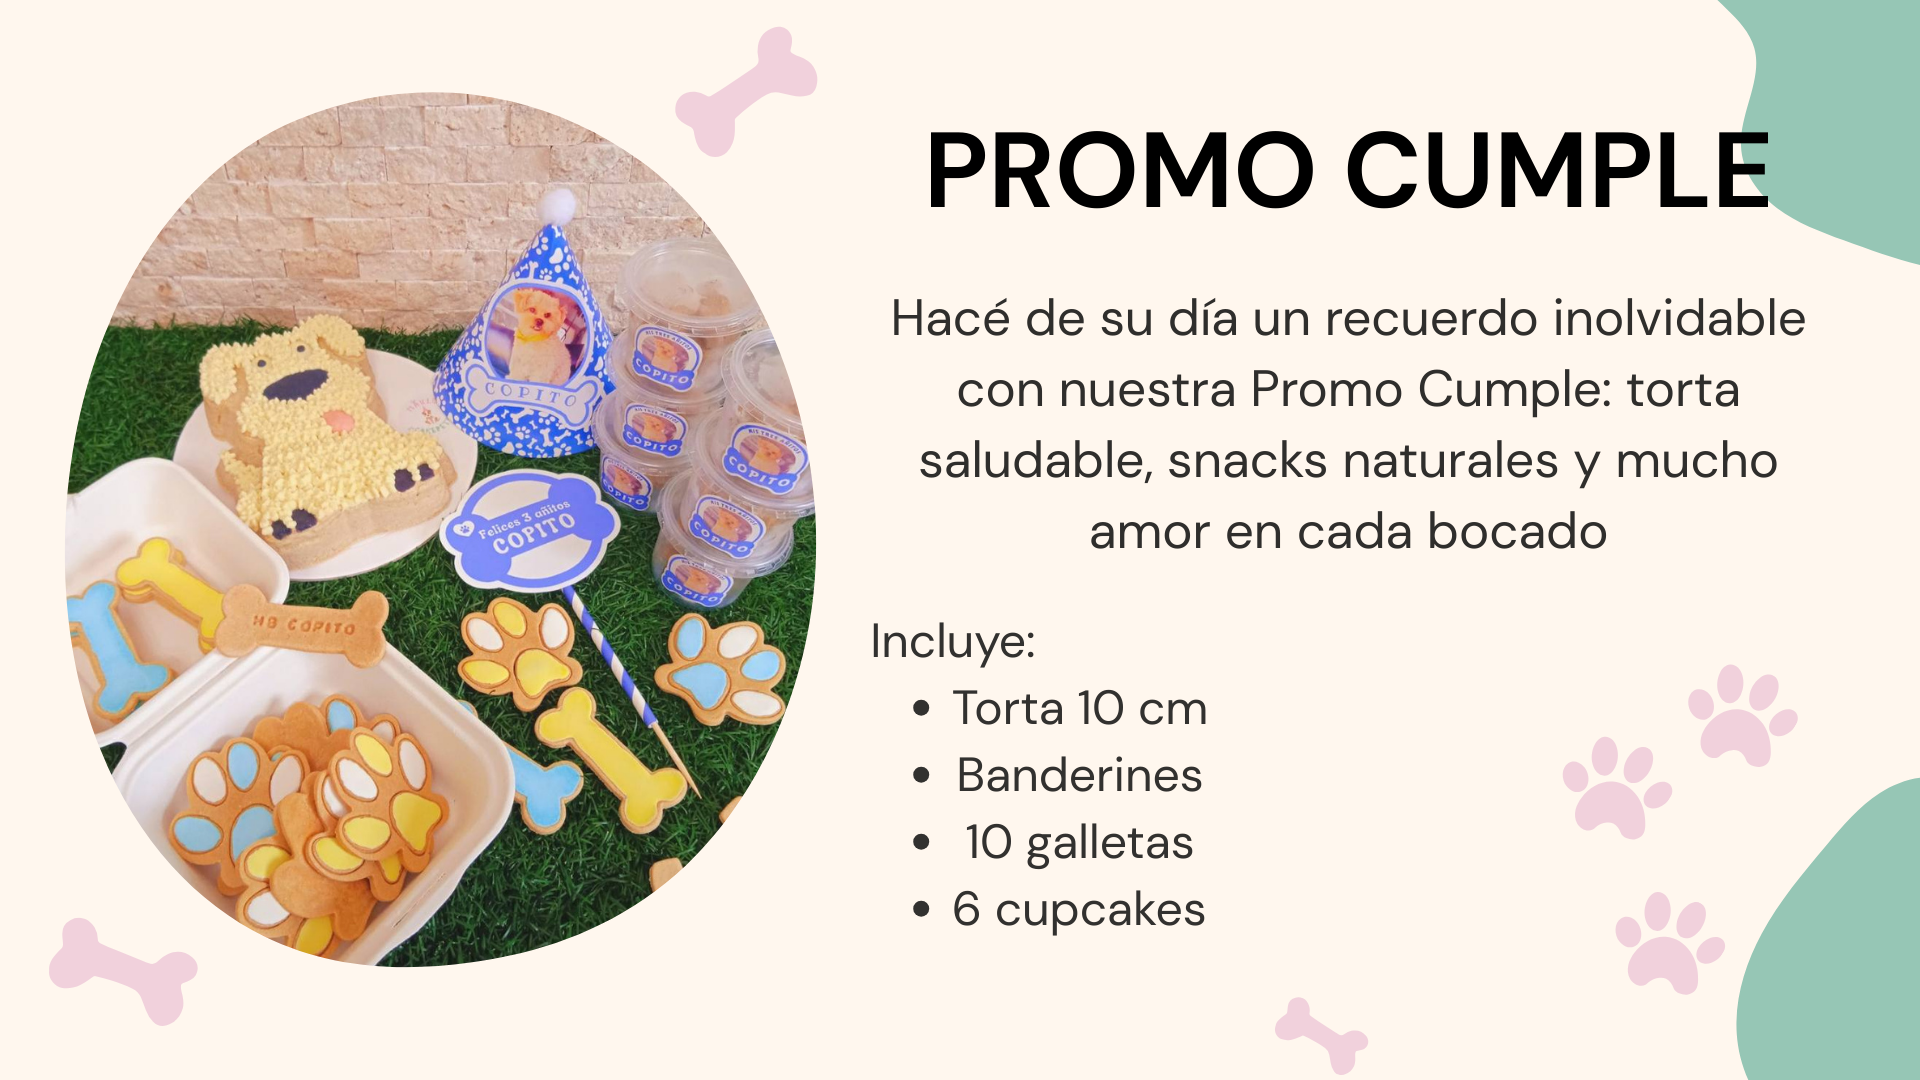 PROMO CUMPLE
Hacé de su día un recuerdo inolvidable
con nuestra Promo Cumple: torta
saludable, snacks naturales y mucho
amor en cada bocado
Incluye:
• Torta 10 cm
• Banderines
• 10 galletas
• 6 cupcakes
COPITO
Felices 3 añitos
COPITO
HB COPITO
COPITO
COPITO
COPITO
COPITO
COPITO